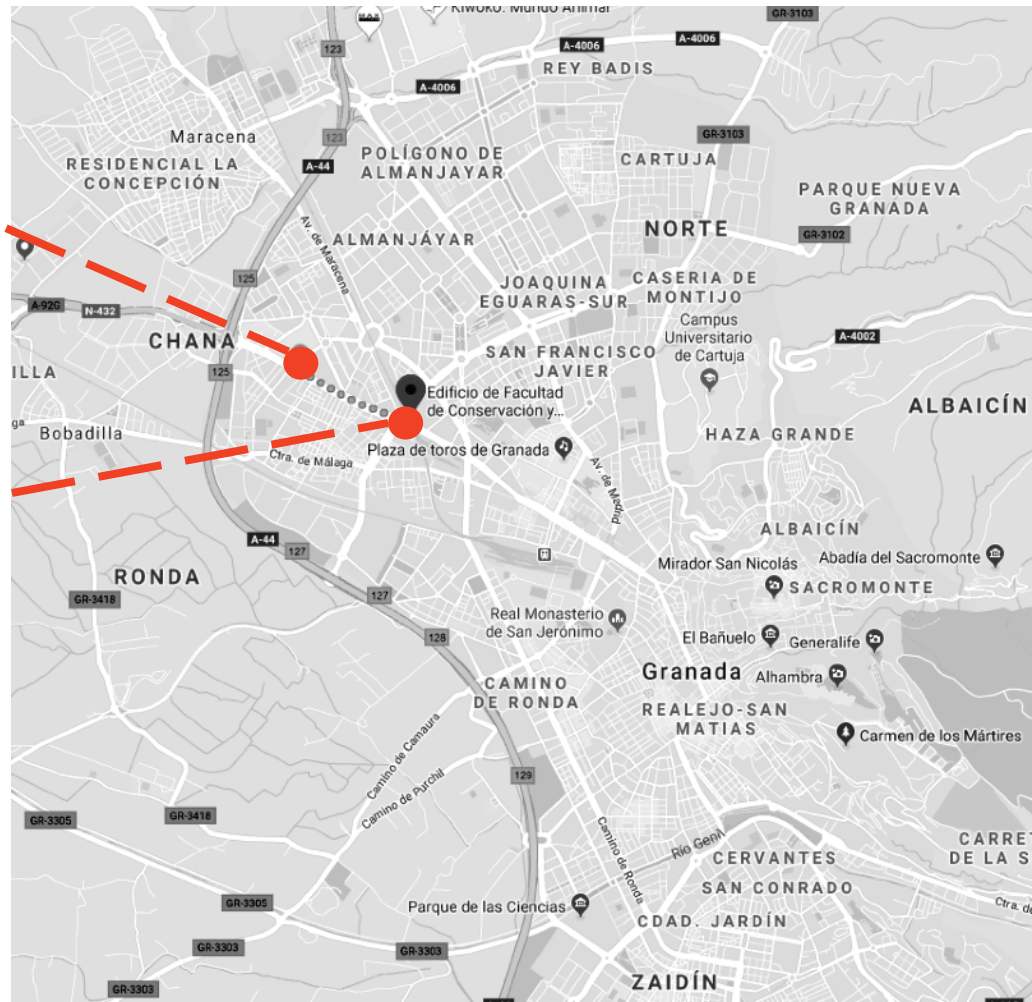 Kiwoko: Mundo Animal
GR-3103
123
A-4006
A-4006
REY BADIS
A-4006
Maracena
123
GR-3103
RESIDENCIAL LA
CONCEPCIÓN
A-44
POLÍGONO DE
ALMANJAYAR
CARTUJA
PARQUE NUEVA
GRANADA
Av. de Maracena
ALMANJÁYAR
NORTE
GR-3102
125
JOAQUINA
EGUARAS-SUR
CASERIA DE
MONTIJO
A-92G
N-432
CHANA
Campus
Universitario
de Cartuja
A-4002
SAN FRANCISCO
JAVIER
ILLA
125
Edificio de Facultad
de Conservación y...
ALBAICÍN
ga
Bobadilla
Plaza de toros de Granada
HAZA GRANDE
Ctra. de Málaga
Av. de Madrid
A-44
127
ALBAICÍN
Mirador San Nicolás
Abadía del Sacromonte
RONDA
SACROMONTE
GR-3418
127
Real Monasterio
de San Jerónimo
128
El Bañuelo
Generalife
Granada
Alhambra
CAMINO
DE RONDA
REALEJO-SAN
MATIAS
Carmen de los Mártires
Camino de Camaura
129
Camino de Purchil
GR-3305
GR-3418
Camino de Ronda
Río Genil
CERVANTES
CARRET
DE LA S
SAN CONRADO
GR-3305
Parque de las Ciencias
Ctra. de
CDAD. JARDÍN
GR-3303
GR-3303
ZAIDÍN
GR-3303